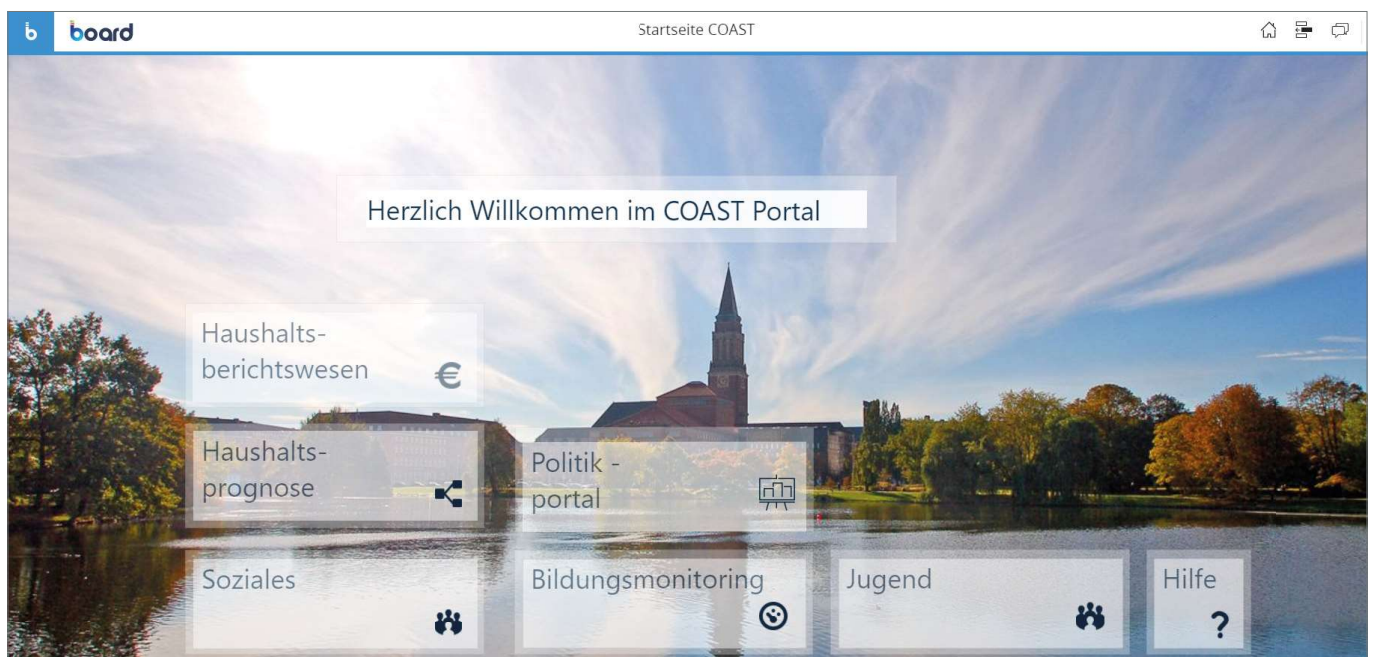 b board
Startseite COAST
Herzlich Willkommen im COAST Portal
Haushalts-
berichtswesen €
Haushalts-
prognose
Politik -
portal
Soziales
Bildungsmonitoring
Jugend
Hilfe
?